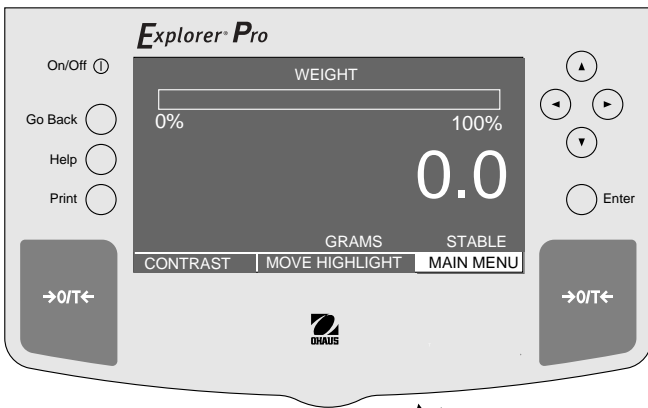 Explorer® Pro
On/Off
WEIGHT
Go Back
0% 100%
Help
0.0
Print
Enter
GRAMS STABLE
CONTRAST MOVE HIGHLIGHT MAIN MENU
→0/T← →0/T←
OHAUS